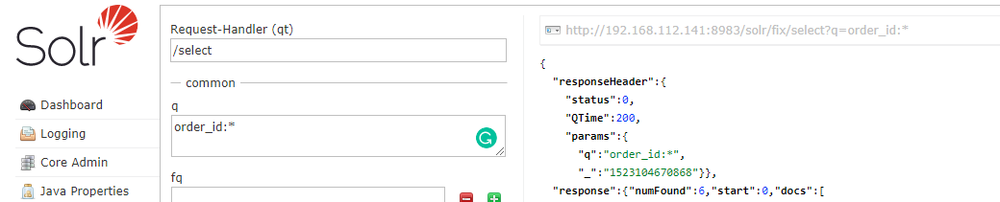 Solr
Dashboard
Logging
Core Admin
Java Properties
Request-Handler (qt)
/select
common
q
order_id:*
fq
http://192.168.112.141:8983/solr/fix/select?q=order_id:*
{
"responseHeader":{
"status":0,
"QTime":200,
"params":{
"q":"order_id:*",
"_":"1523104670868"}},
"response":{"numFound":6,"start":0,"docs":[